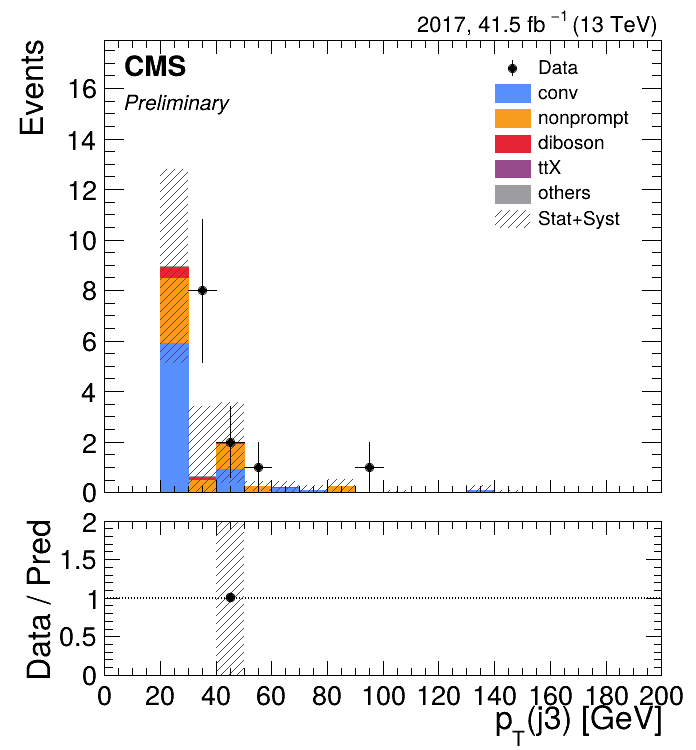 2017, 41.5 fb⁻¹ (13 TeV)
CMS
Preliminary
Events
16
14
12
10
8
6
4
2
0
Data
conv
nonprompt
diboson
ttX
others
Stat+Syst
Data / Pred
2
1.5
1
0.5
0
0 20 40 60 80 100 120 140 160 180 200
p_T(j3) [GeV]